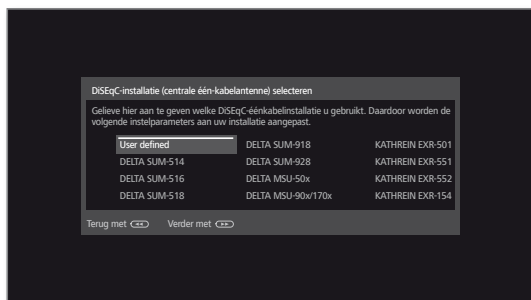 DiSEqC-installatie (centrale één-kabelantenne) selecteren
Gelieve hier aan te geven welke DiSEqC-éénkabelinstallatie u gebruikt. Daardoor worden de
volgende instelparameters aan uw installatie aangepast.
User defined DELTA SUM-918 KATHREIN EXR-501
DELTA SUM-514 DELTA SUM-928 KATHREIN EXR-551
DELTA SUM-516 DELTA MSU-50x KATHREIN EXR-552
DELTA SUM-518 DELTA MSU-90x/170x KATHREIN EXR-154
Terug met Verder met